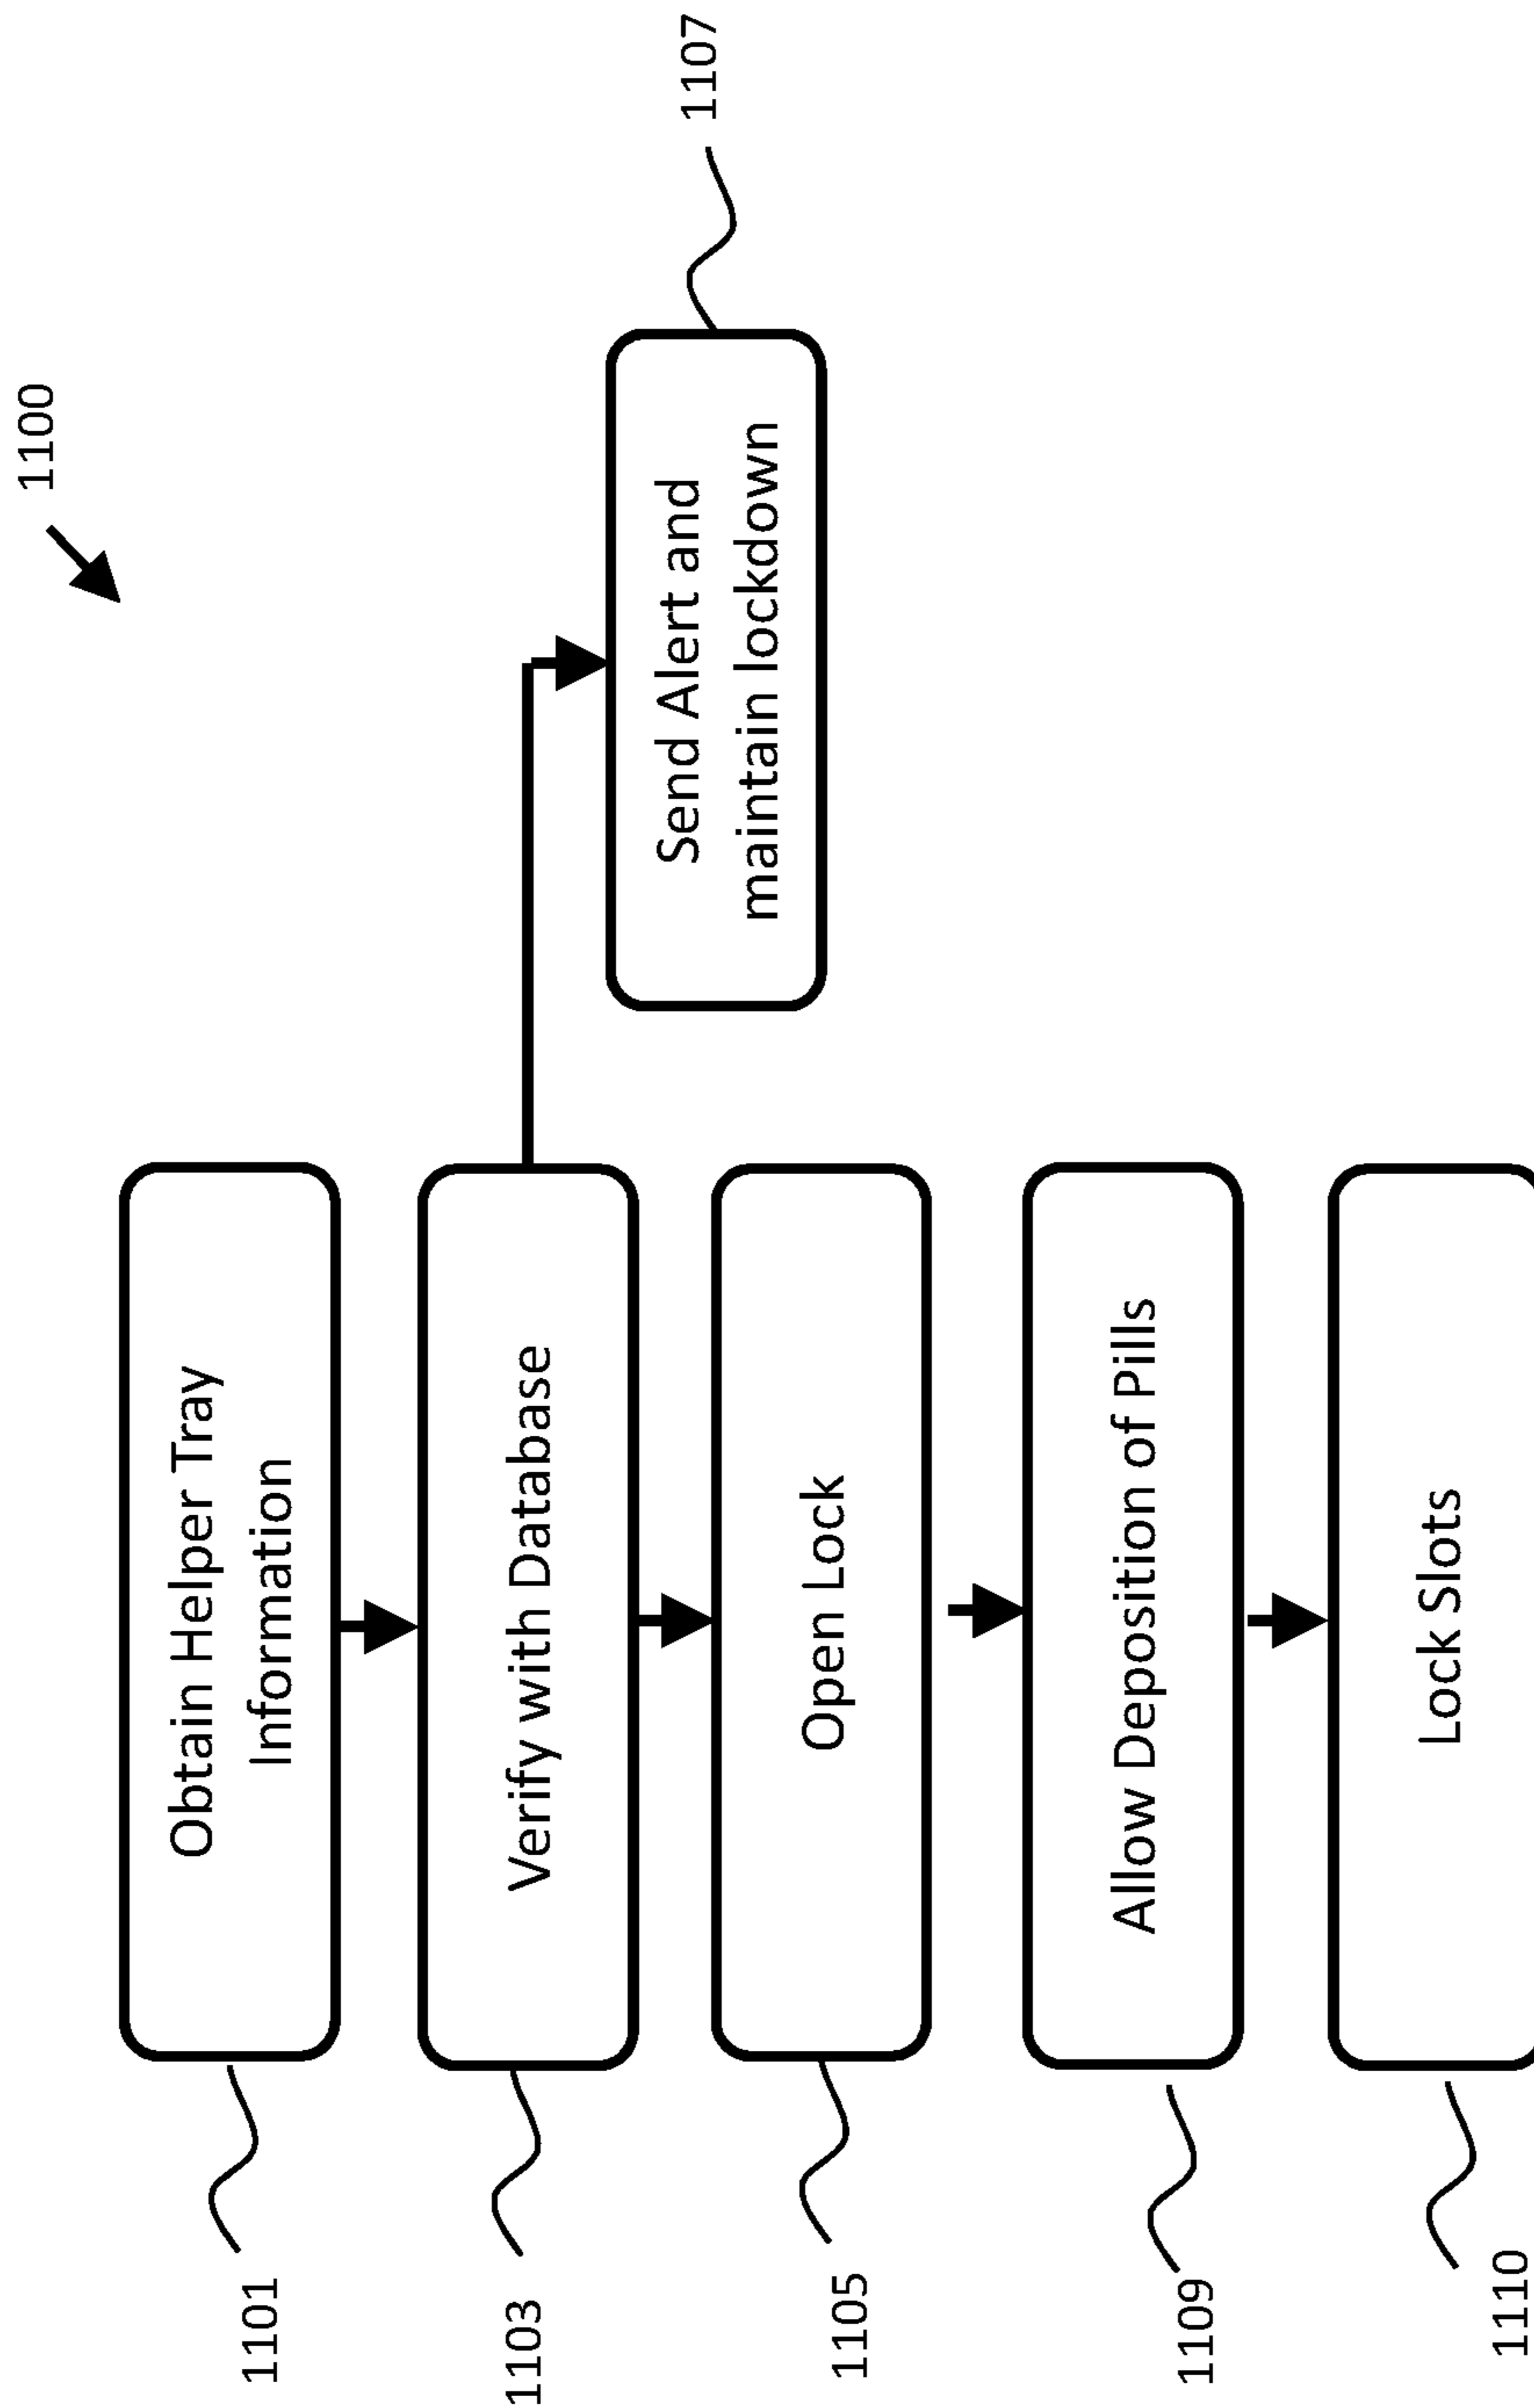 1100
1101
Obtain Helper Tray
Information
1103
Verify with Database
1107
Send Alert and
maintain lockdown
1105
Open Lock
1109
Allow Deposition of Pills
1110
Lock Slots